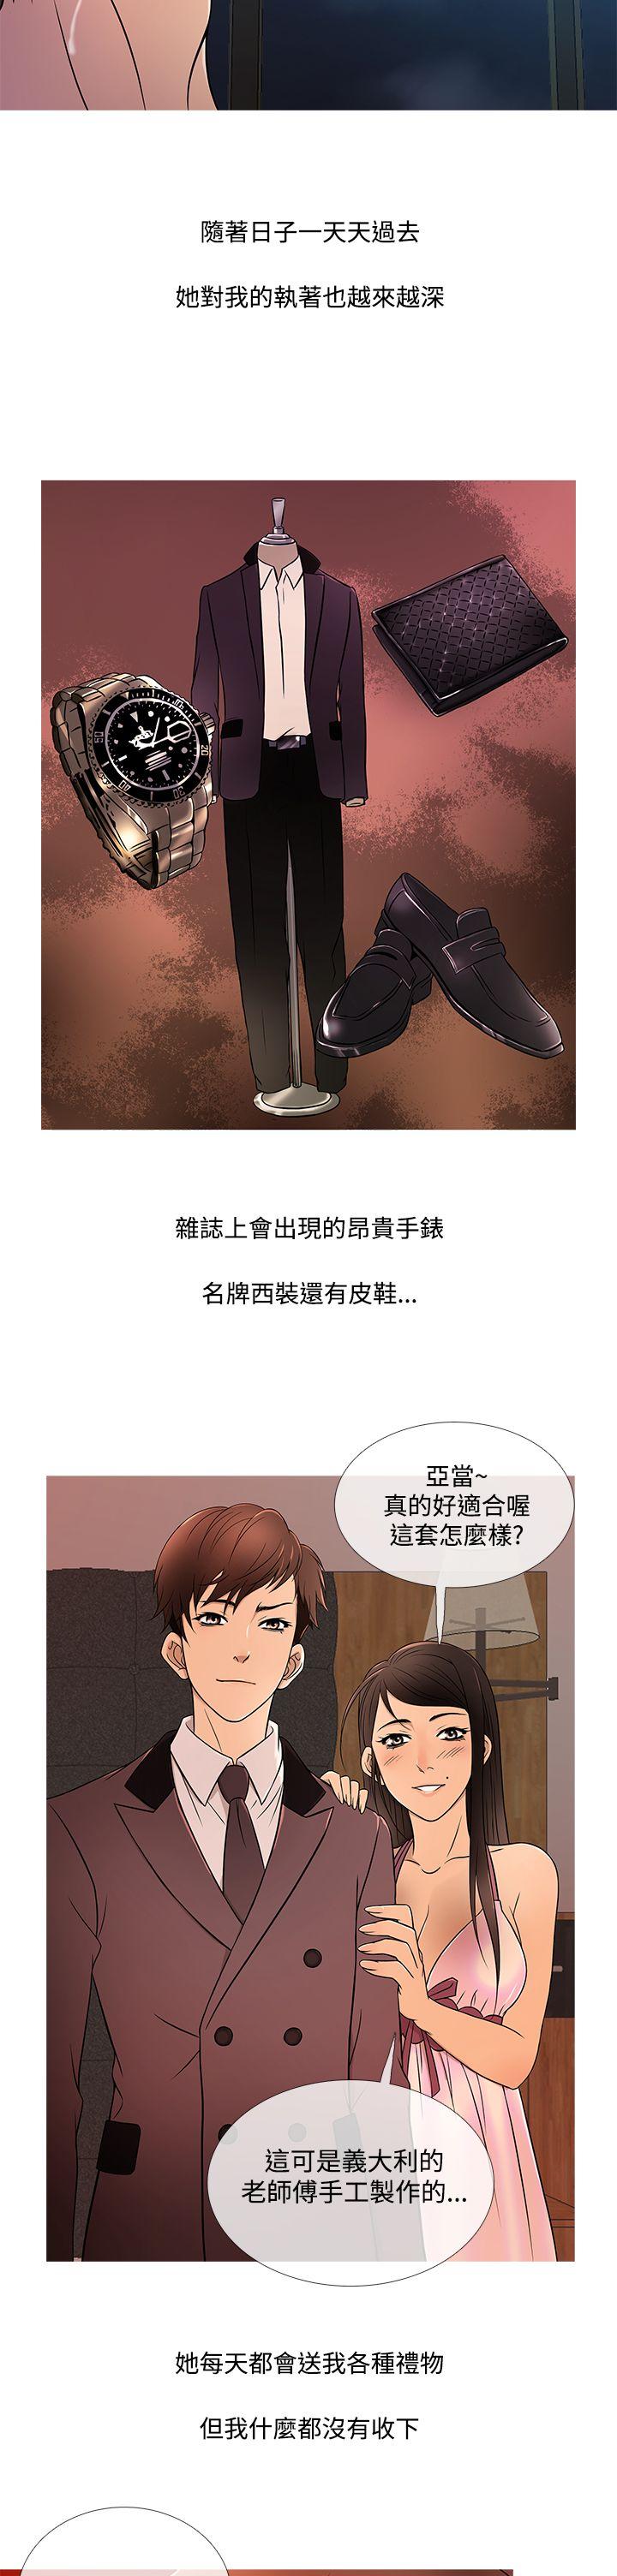 隨著日子一天天過去
她對我的執著也越來越深
20
雜誌上會出現的昂貴手錶
名牌西裝還有皮鞋...
亞當~
真的好適合喔
這套怎麼樣?
這可是義大利的
老師傅手工製作的...
她每天都會送我各種禮物
但我什麼都沒有收下